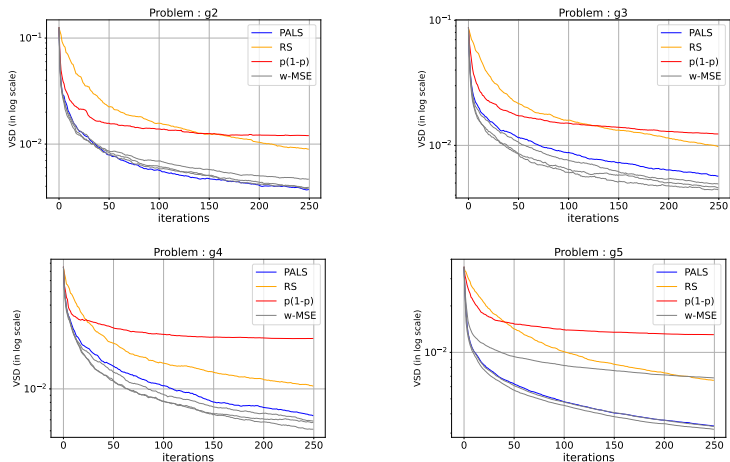 Problem : g2
VSD (in log scale)
10⁻¹
10⁻²
PALS
RS
p(1-p)
w-MSE
0 50 100 150 200 250
iterations
Problem : g3
VSD (in log scale)
10⁻¹
10⁻²
PALS
RS
p(1-p)
w-MSE
0 50 100 150 200 250
iterations
Problem : g4
VSD (in log scale)
10⁻²
PALS
RS
p(1-p)
w-MSE
0 50 100 150 200 250
iterations
Problem : g5
VSD (in log scale)
10⁻²
PALS
RS
p(1-p)
w-MSE
0 50 100 150 200 250
iterations